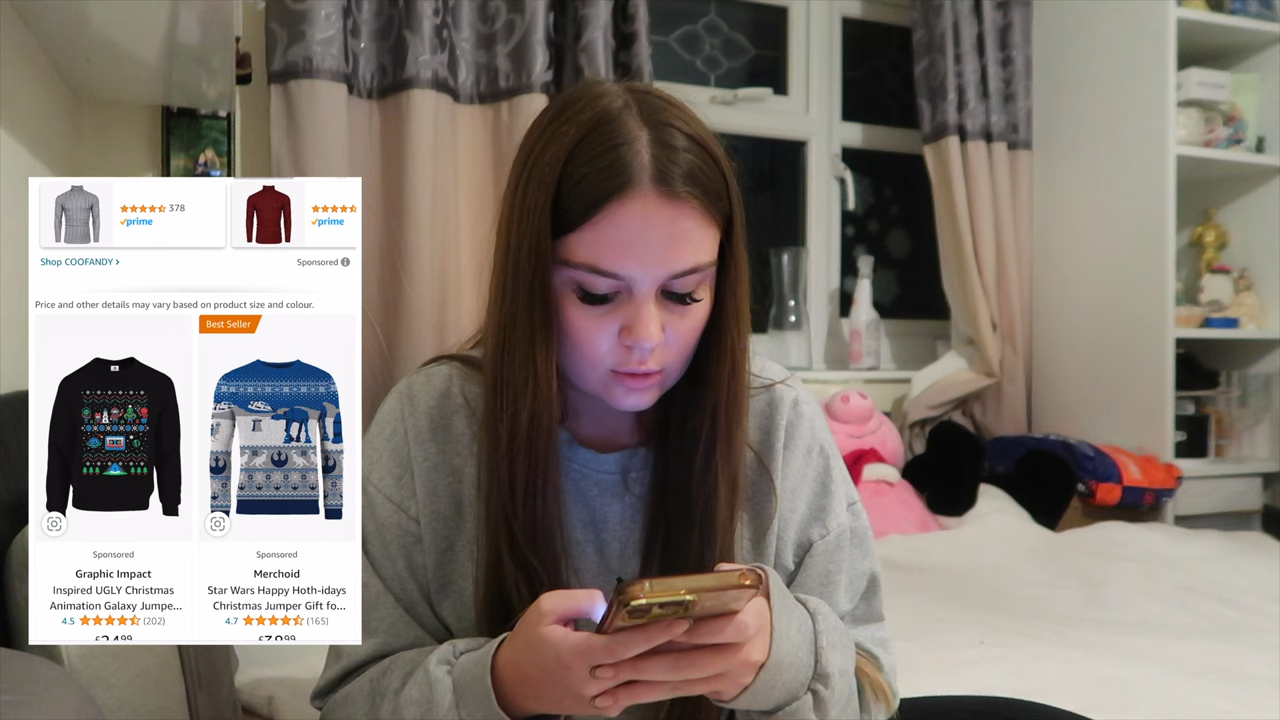 378
prime
prime
Shop COOFANDY ›
Sponsored
Price and other details may vary based on product size and colour.
Best Seller
Sponsored
Sponsored
Graphic Impact
Merchoid
Inspired UGLY Christmas
Star Wars Happy Hoth-idays
Animation Galaxy Jumpe...
Christmas Jumper Gift fo...
4.5 (202)
4.7 (165)